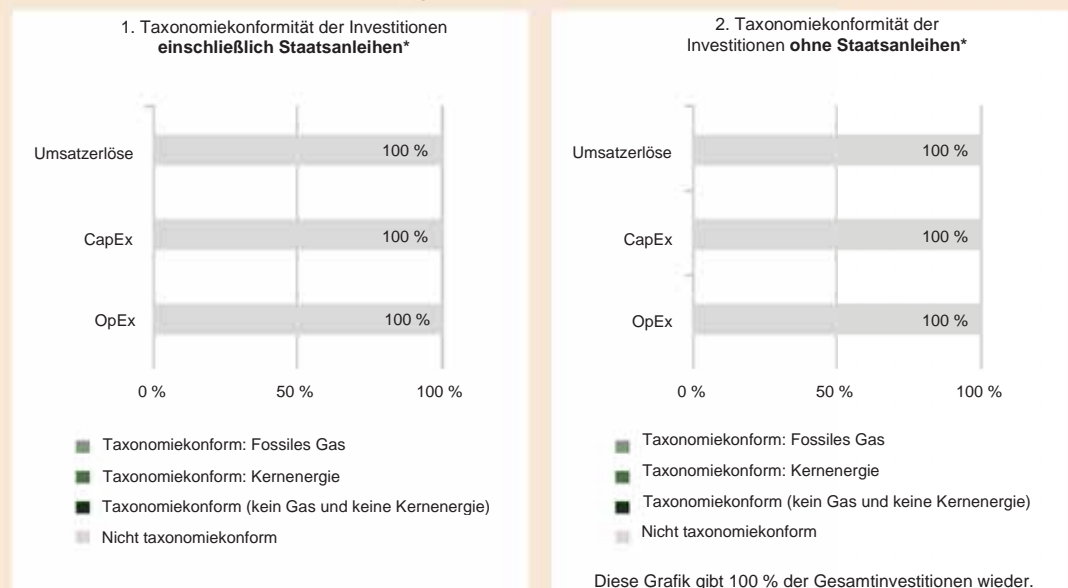 1. Taxonomiekonformität der Investitionen
einschließlich Staatsanleihen*
Umsatzerlöse
100 %
CapEx
100 %
OpEx
100 %
0 %
50 %
100 %
Taxonomiekonform: Fossiles Gas
Taxonomiekonform: Kernenergie
Taxonomiekonform (kein Gas und keine Kernenergie)
Nicht taxonomiekonform
2. Taxonomiekonformität der
Investitionen ohne Staatsanleihen*
Umsatzerlöse
100 %
CapEx
100 %
OpEx
100 %
0 %
50 %
100 %
Taxonomiekonform: Fossiles Gas
Taxonomiekonform: Kernenergie
Taxonomiekonform (kein Gas und keine Kernenergie)
Nicht taxonomiekonform
Diese Grafik gibt 100 % der Gesamtinvestitionen wieder.